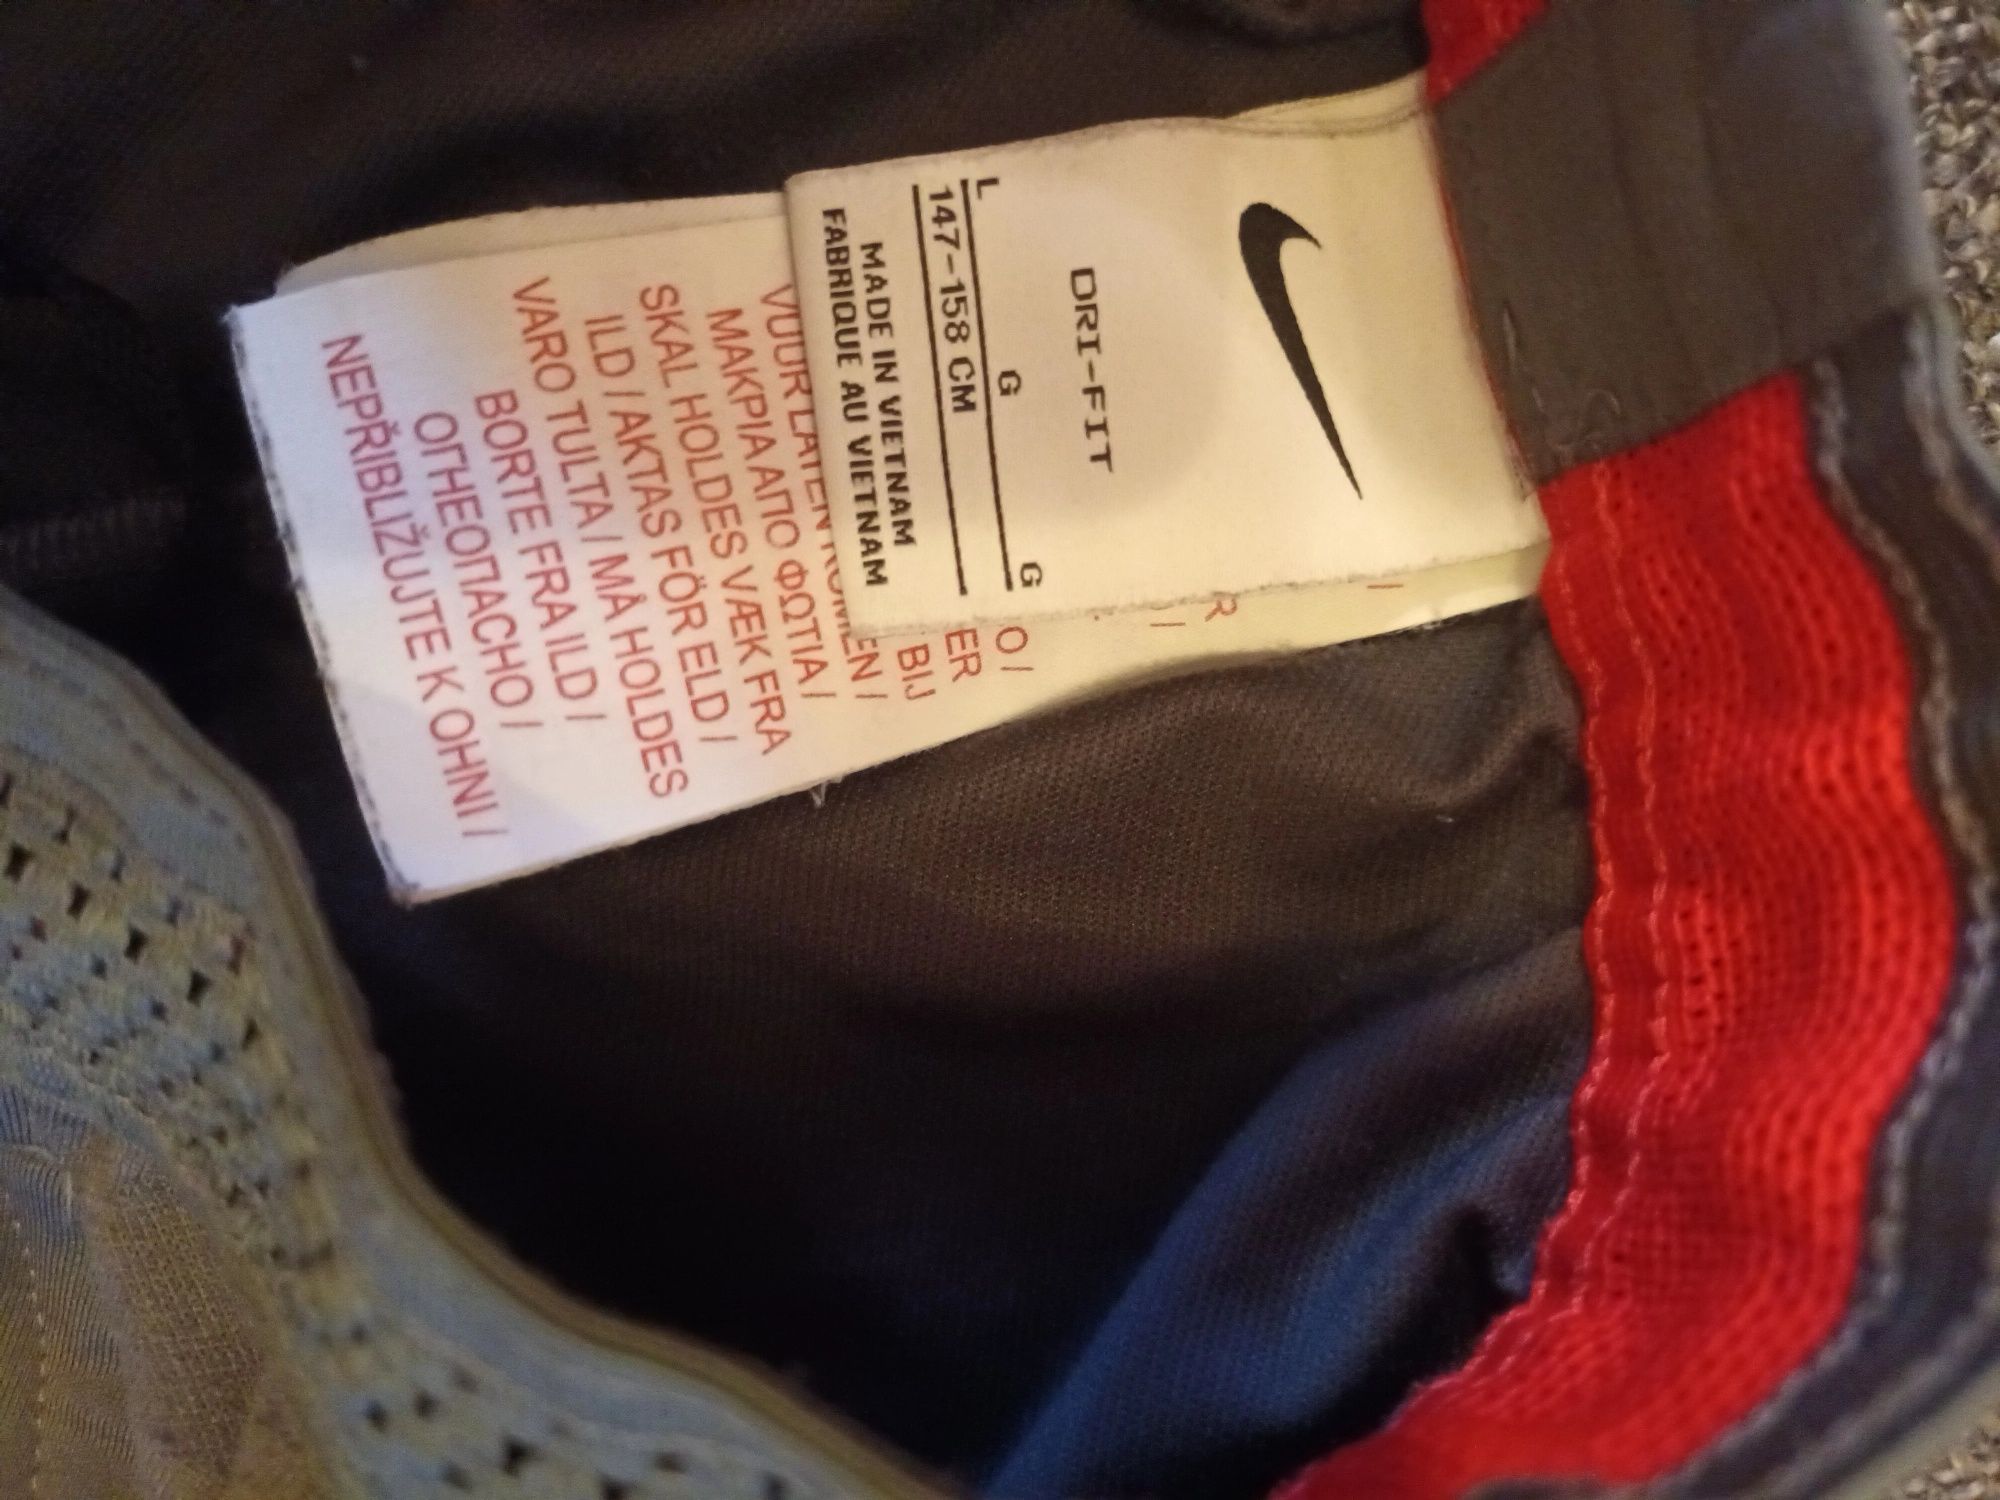 DRI-FIT
L G G
147-158 CM
MADE IN VIETNAM
FABRIQUE AU VIETNAM
O /
ER
BIJ
VUUR LATEN KOMEN /
ΜΑΚΡΙΑ ΑΠΟ ΦΩΤΙΑ /
SKAL HOLDES VÆK FRA
ILD / AKTAS FÖR ELD /
VARO TULTA / MÅ HOLDES
BORTE FRA ILD /
ОГНЕОПАСНО /
NEPŘIBLIŽUJTE K OHNI /